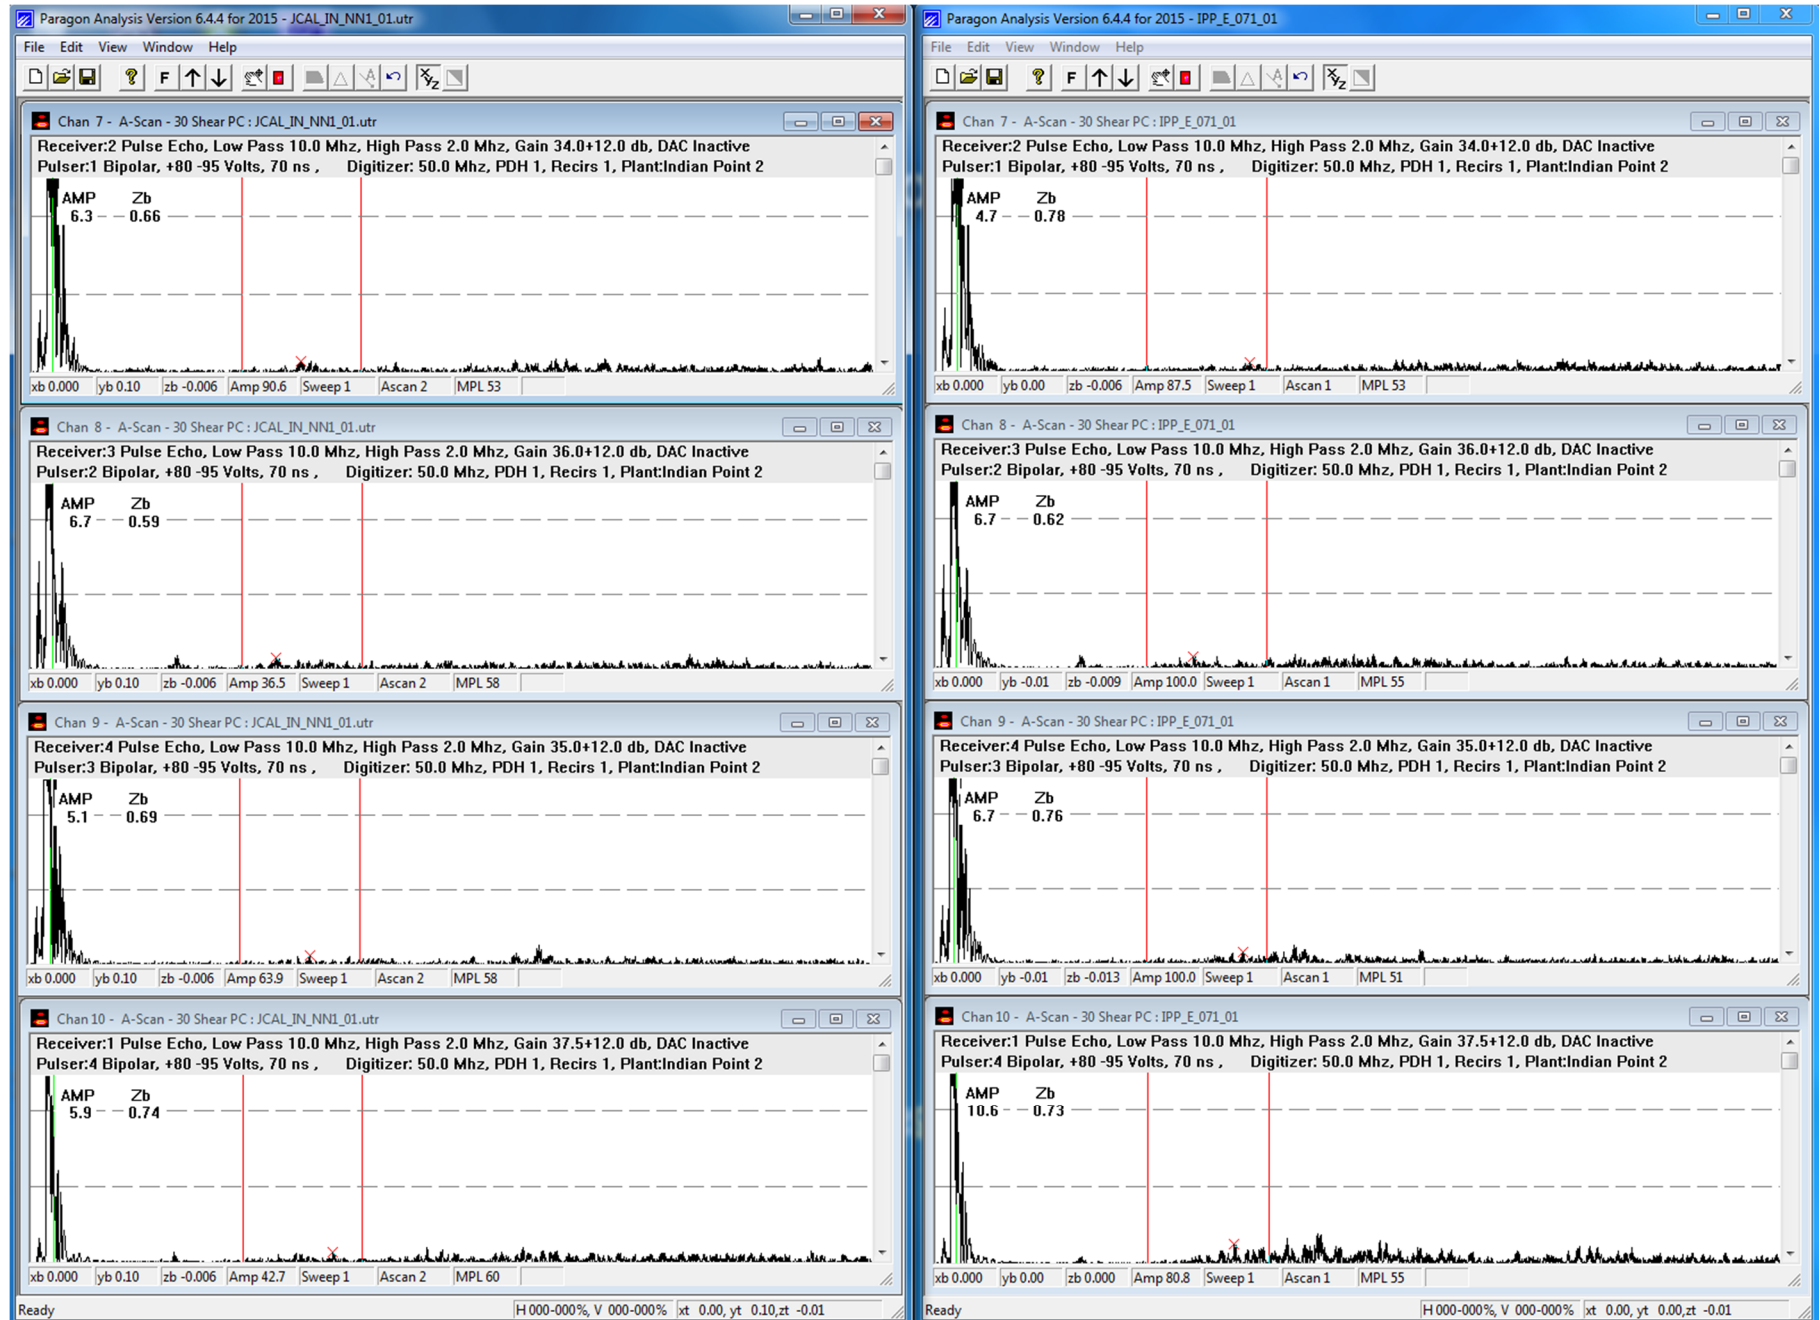 Paragon Analysis Version 6.4.4 for 2015 - JCAL_IN_NN1_01.utr
File Edit View Window Help
Chan 7 - A-Scan - 30 Shear PC : JCAL_IN_NN1_01.utr
Receiver:2 Pulse Echo, Low Pass 10.0 Mhz, High Pass 2.0 Mhz, Gain 34.0+12.0 db, DAC Inactive
Pulser:1 Bipolar, +80 -95 Volts, 70 ns , Digitizer: 50.0 Mhz, PDH 1, Recirs 1, Plant:Indian Point 2
AMP Zb
6.3 0.66
xb 0.000 yb 0.10 zb -0.006 Amp 90.6 Sweep 1 Ascan 2 MPL 53
Chan 8 - A-Scan - 30 Shear PC : JCAL_IN_NN1_01.utr
Receiver:3 Pulse Echo, Low Pass 10.0 Mhz, High Pass 2.0 Mhz, Gain 36.0+12.0 db, DAC Inactive
Pulser:2 Bipolar, +80 -95 Volts, 70 ns , Digitizer: 50.0 Mhz, PDH 1, Recirs 1, Plant:Indian Point 2
AMP Zb
6.7 0.59
xb 0.000 yb 0.10 zb -0.006 Amp 36.5 Sweep 1 Ascan 2 MPL 58
Chan 9 - A-Scan - 30 Shear PC : JCAL_IN_NN1_01.utr
Receiver:4 Pulse Echo, Low Pass 10.0 Mhz, High Pass 2.0 Mhz, Gain 35.0+12.0 db, DAC Inactive
Pulser:3 Bipolar, +80 -95 Volts, 70 ns , Digitizer: 50.0 Mhz, PDH 1, Recirs 1, Plant:Indian Point 2
AMP Zb
5.1 0.69
xb 0.000 yb 0.10 zb -0.006 Amp 63.9 Sweep 1 Ascan 2 MPL 58
Chan 10 - A-Scan - 30 Shear PC : JCAL_IN_NN1_01.utr
Receiver:1 Pulse Echo, Low Pass 10.0 Mhz, High Pass 2.0 Mhz, Gain 37.5+12.0 db, DAC Inactive
Pulser:4 Bipolar, +80 -95 Volts, 70 ns , Digitizer: 50.0 Mhz, PDH 1, Recirs 1, Plant:Indian Point 2
AMP Zb
5.9 0.74
xb 0.000 yb 0.10 zb -0.006 Amp 42.7 Sweep 1 Ascan 2 MPL 60
Ready H 000-000%, V 000-000% xt 0.00, yt 0.10,zt -0.01
Paragon Analysis Version 6.4.4 for 2015 - IPP_E_071_01
File Edit View Window Help
Chan 7 - A-Scan - 30 Shear PC : IPP_E_071_01
Receiver:2 Pulse Echo, Low Pass 10.0 Mhz, High Pass 2.0 Mhz, Gain 34.0+12.0 db, DAC Inactive
Pulser:1 Bipolar, +80 -95 Volts, 70 ns , Digitizer: 50.0 Mhz, PDH 1, Recirs 1, Plant:Indian Point 2
AMP Zb
4.7 0.78
xb 0.000 yb 0.00 zb -0.006 Amp 87.5 Sweep 1 Ascan 1 MPL 53
Chan 8 - A-Scan - 30 Shear PC : IPP_E_071_01
Receiver:3 Pulse Echo, Low Pass 10.0 Mhz, High Pass 2.0 Mhz, Gain 36.0+12.0 db, DAC Inactive
Pulser:2 Bipolar, +80 -95 Volts, 70 ns , Digitizer: 50.0 Mhz, PDH 1, Recirs 1, Plant:Indian Point 2
AMP Zb
6.7 0.62
xb 0.000 yb -0.01 zb -0.009 Amp 100.0 Sweep 1 Ascan 1 MPL 55
Chan 9 - A-Scan - 30 Shear PC : IPP_E_071_01
Receiver:4 Pulse Echo, Low Pass 10.0 Mhz, High Pass 2.0 Mhz, Gain 35.0+12.0 db, DAC Inactive
Pulser:3 Bipolar, +80 -95 Volts, 70 ns , Digitizer: 50.0 Mhz, PDH 1, Recirs 1, Plant:Indian Point 2
AMP Zb
6.7 0.76
xb 0.000 yb -0.01 zb -0.013 Amp 100.0 Sweep 1 Ascan 1 MPL 51
Chan 10 - A-Scan - 30 Shear PC : IPP_E_071_01
Receiver:1 Pulse Echo, Low Pass 10.0 Mhz, High Pass 2.0 Mhz, Gain 37.5+12.0 db, DAC Inactive
Pulser:4 Bipolar, +80 -95 Volts, 70 ns , Digitizer: 50.0 Mhz, PDH 1, Recirs 1, Plant:Indian Point 2
AMP Zb
10.6 0.73
xb 0.000 yb 0.00 zb 0.000 Amp 80.8 Sweep 1 Ascan 1 MPL 55
Ready H 000-000%, V 000-000% xt 0.00, yt 0.00,zt -0.01